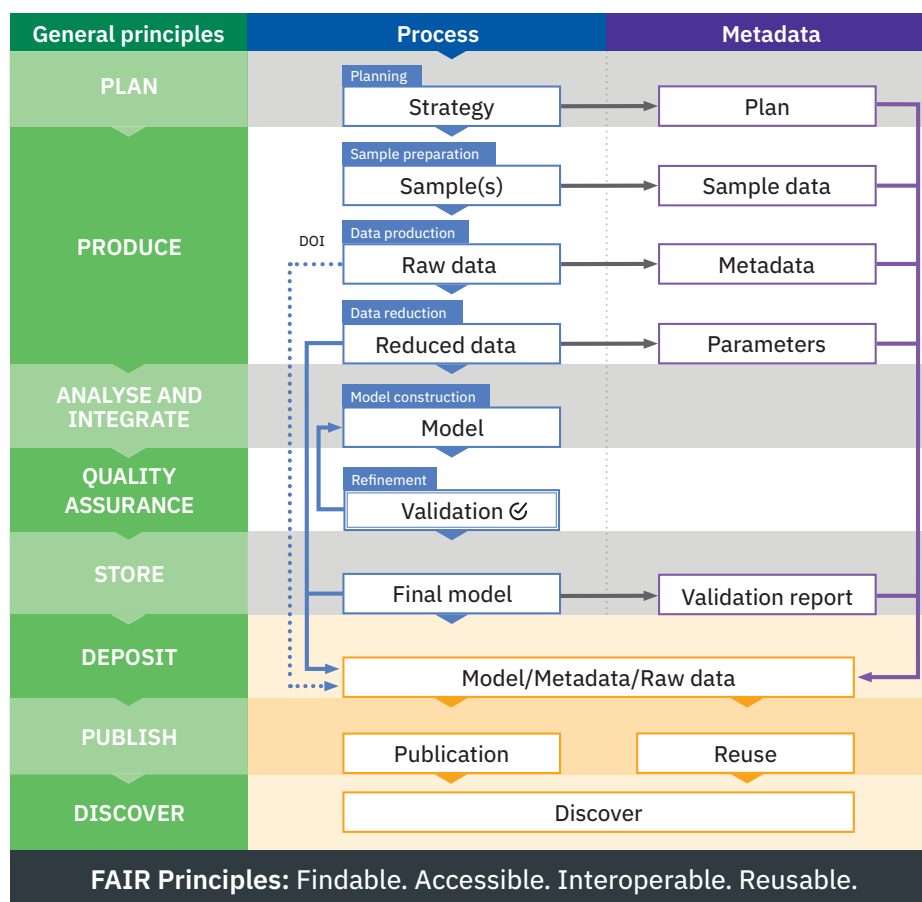 General principles
Process
Metadata
PLAN
Planning
Strategy
Plan
Sample preparation
Sample(s)
Sample data
PRODUCE
DOI
Data production
Raw data
Metadata
Data reduction
Reduced data
Parameters
ANALYSE AND
INTEGRATE
Model construction
Model
QUALITY
ASSURANCE
Refinement
Validation
STORE
Final model
Validation report
DEPOSIT
Model/Metadata/Raw data
PUBLISH
Publication
Reuse
DISCOVER
Discover
FAIR Principles: Findable. Accessible. Interoperable. Reusable.